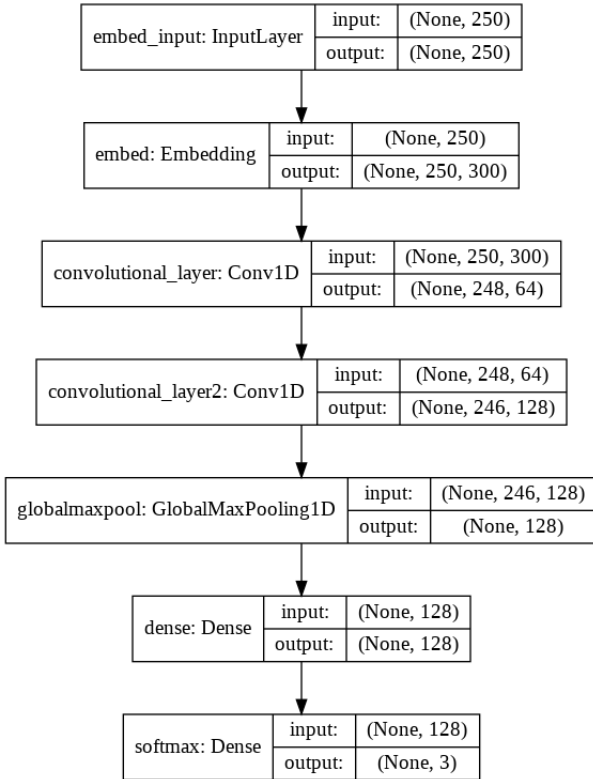 embed_input: InputLayer
input: (None, 250)
output: (None, 250)
embed: Embedding
input: (None, 250)
output: (None, 250, 300)
convolutional_layer: Conv1D
input: (None, 250, 300)
output: (None, 248, 64)
convolutional_layer2: Conv1D
input: (None, 248, 64)
output: (None, 246, 128)
globalmaxpool: GlobalMaxPooling1D
input: (None, 246, 128)
output: (None, 128)
dense: Dense
input: (None, 128)
output: (None, 128)
softmax: Dense
input: (None, 128)
output: (None, 3)